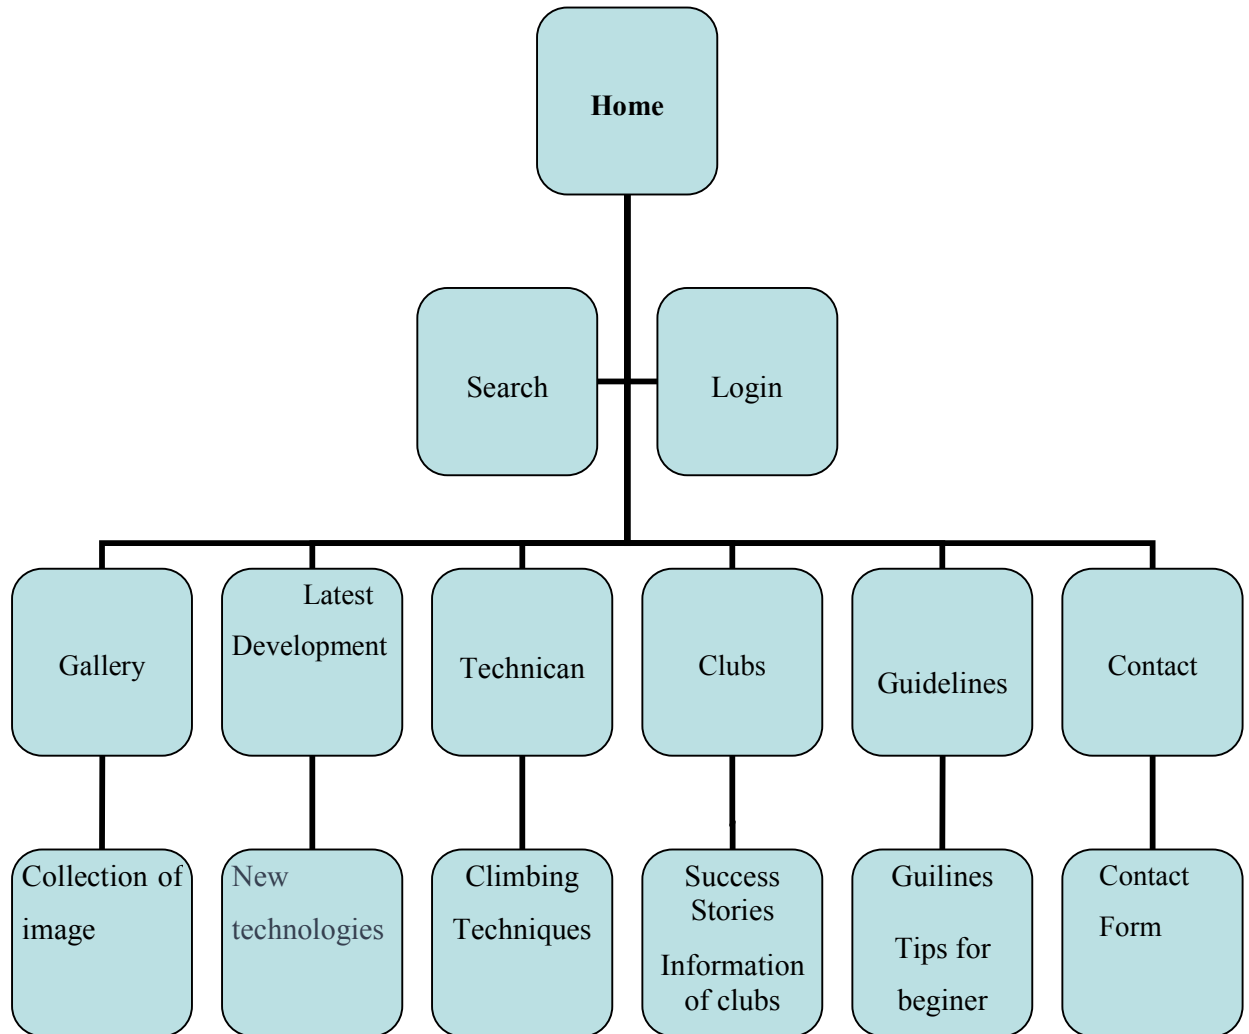 Home
Search
Login
Gallery
Latest
Development
Technican
Clubs
Guidelines
Contact
Collection of
image
New
technologies
Climbing
Techniques
Success
Stories
Information
of clubs
Guilines
Tips for
beginer
Contact
Form